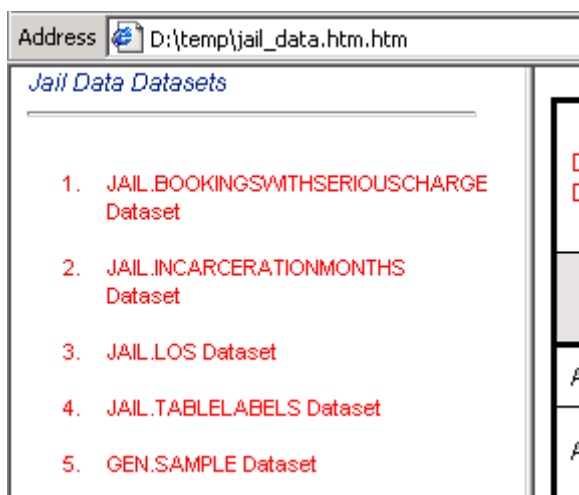 Address D:\temp\jail_data.htm.htm
Jail Data Datasets
1. JAIL.BOOKINGSWITHSERIOUSCHARGE
Dataset
2. JAIL.INCARCERATIONMONTHS
Dataset
3. JAIL.LOS Dataset
4. JAIL.TABLELABELS Dataset
5. GEN.SAMPLE Dataset